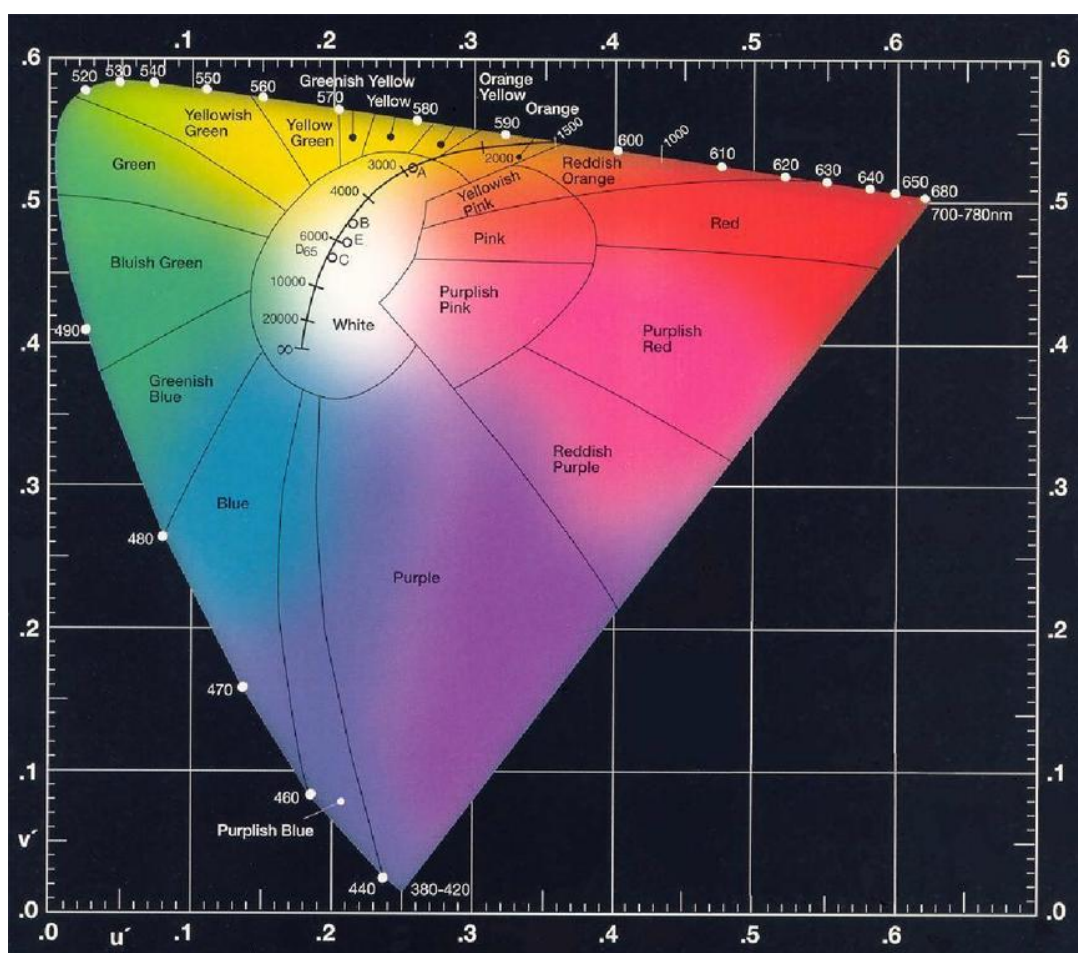 .1 .2 .3 .4 .5 .6
.6 .6
520 530 540 550 560 570 580 590 600 610 620 630 640 650 680
Greenish Yellow
Yellow
Orange
Yellow
Orange
1500
1000
700-780nm
Yellowish
Green
Yellow
Green
Green
3000
A
2000
Reddish
Orange
4000
Yellowish
Pink
.5 .5
B
6000
E
D65
C
Pink
Red
Bluish Green
10000
Purplish
Pink
20000
White
∞
490
Purplish
Red
.4 .4
Greenish
Blue
Reddish
Purple
.3 .3
Blue
480
Purple
.2 .2
470
.1 .1
460
Purplish Blue
v´
440
380-420
.0 .0
.0 u´ .1 .2 .3 .4 .5 .6